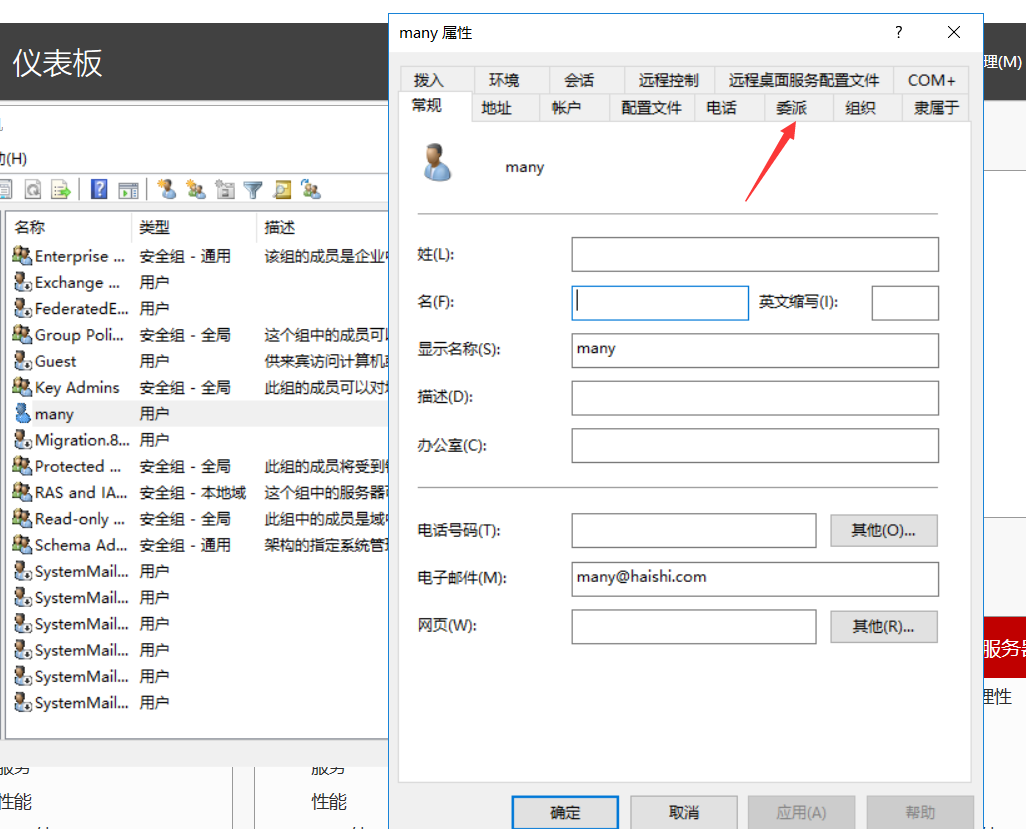 仪表板
many 属性
?
理(M)
拨入 环境 会话 远程控制 远程桌面服务配置文件 COM+
常规 地址 帐户 配置文件 电话 委派 组织 隶属于
(H)
many
名称 类型 描述
Enterprise ... 安全组 - 通用 该组的成员是企业
Exchange ... 用户
FederatedE... 用户
Group Poli... 安全组 - 全局 这个组中的成员可
Guest 用户 供来宾访问计算机
Key Admins 安全组 - 全局 此组的成员可以对
many 用户
Migration.8... 用户
Protected ... 安全组 - 全局 此组的成员将受到
RAS and IA... 安全组 - 本地域 这个组中的服务器
Read-only ... 安全组 - 全局 此组中的成员是域
Schema Ad... 安全组 - 通用 架构的指定系统管
SystemMail... 用户
SystemMail... 用户
SystemMail... 用户
SystemMail... 用户
SystemMail... 用户
SystemMail... 用户
姓(L):
名(F): 英文缩写(I):
显示名称(S): many
描述(D):
办公室(C):
电话号码(T): 其他(O)...
电子邮件(M): many@haishi.com
网页(W): 其他(R)...
服务
理性
服务 服务
性能 性能
确定 取消 应用(A) 帮助